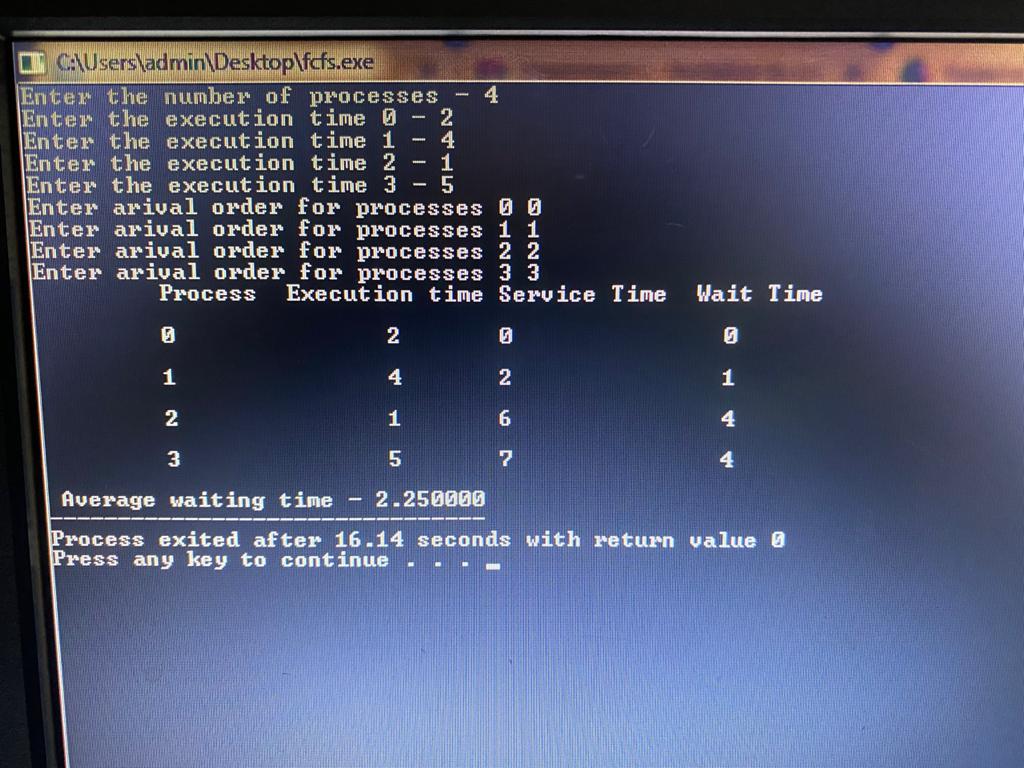 C:\Users\admin\Desktop\fcfs.exe
Enter the number of processes - 4
Enter the execution time 0 - 2
Enter the execution time 1 - 4
Enter the execution time 2 - 1
Enter the execution time 3 - 5
Enter arival order for processes 0 0
Enter arival order for processes 1 1
Enter arival order for processes 2 2
Enter arival order for processes 3 3
Process Execution time Service Time Wait Time
0 2 0 0
1 4 2 1
2 1 6 4
3 5 7 4
Average waiting time - 2.250000
--------------------------------
Process exited after 16.14 seconds with return value 0
Press any key to continue . . . _